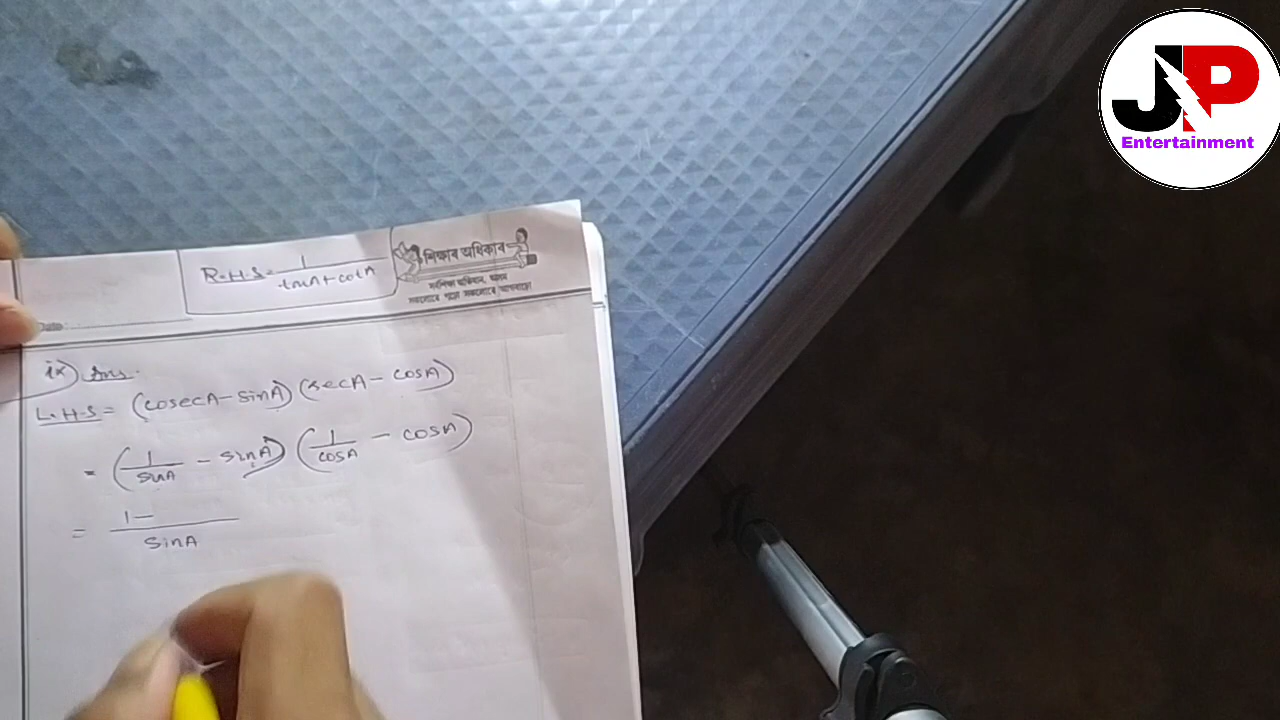 JP
Entertainment
R.H.S = 1/(tanA+cotA)
শিক্ষাৰ অধিকাৰ
ix) Ans.
L.H.S = (cosecA - sinA) (secA - cosA)
= (1/sinA - sinA) (1/cosA - cosA)
= 1-/sinA